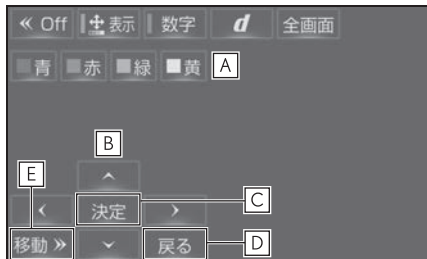 « Off 表示 数字 d 全画面
青 赤 緑 黄 A
B
E
^
< 決定 > C
移動 » ⌄ 戻る D